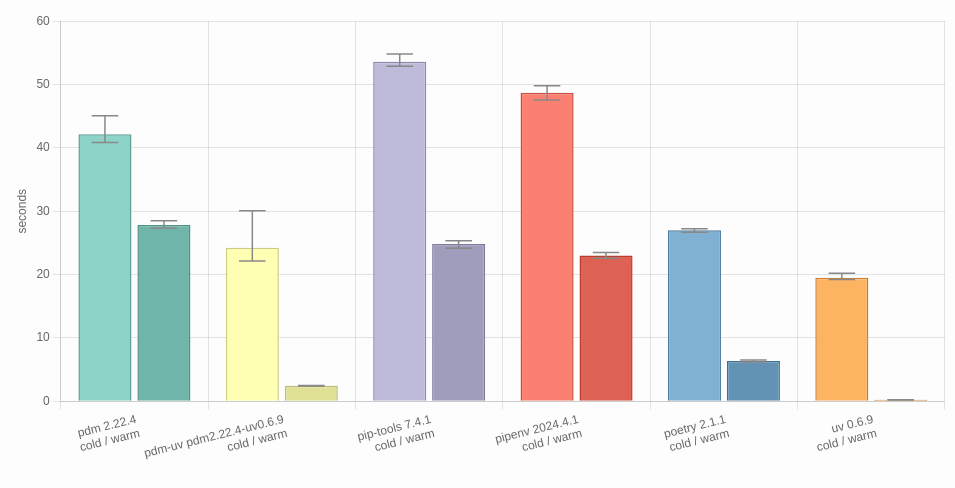 60
50
40
30
20
10
0
seconds
pdm 2.22.4
cold / warm
pdm-uv pdm2.22.4-uv0.6.9
cold / warm
pip-tools 7.4.1
cold / warm
pipenv 2024.4.1
cold / warm
poetry 2.1.1
cold / warm
uv 0.6.9
cold / warm